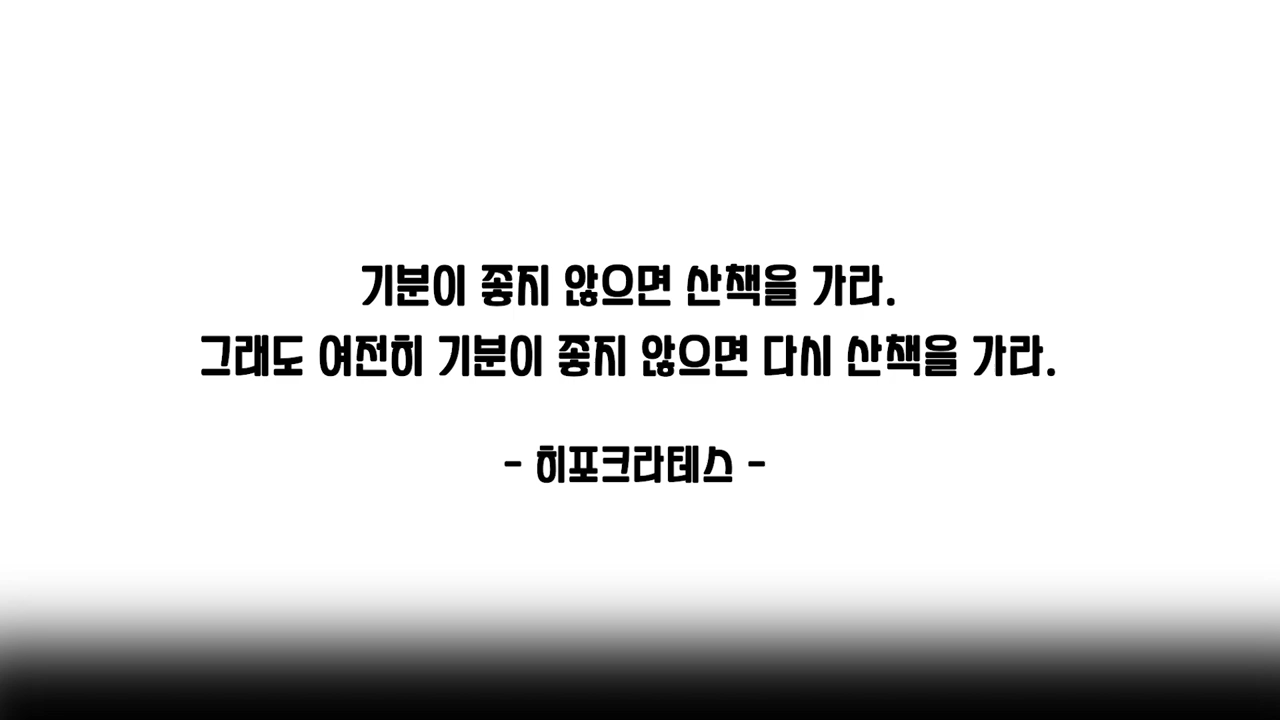 기분이 좋지 않으면 산책을 가라.
그래도 여전히 기분이 좋지 않으면 다시 산책을 가라.
- 히포크라테스 -